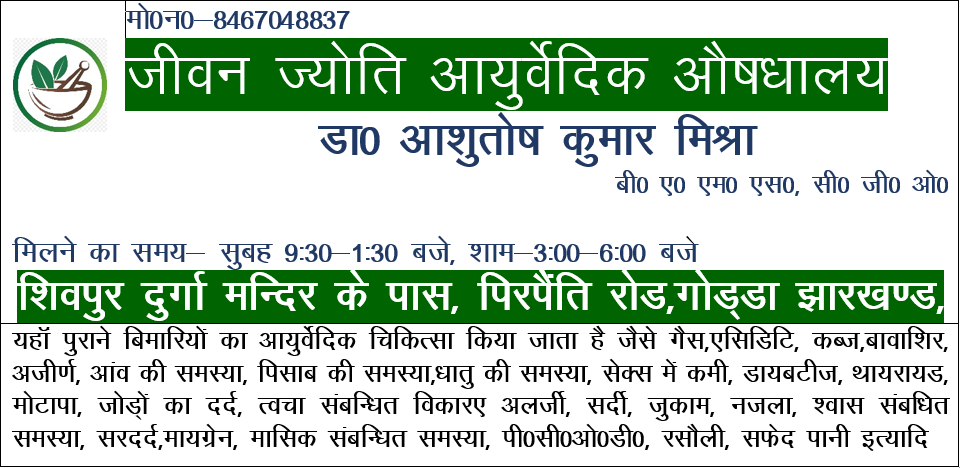 मो0न0–8467048837
जीवन ज्योति आयुर्वेदिक औषधालय
डा0 आशुतोष कुमार मिश्रा
बी0 ए0 एम0 एस0, सी0 जी0 ओ0
मिलने का समय– सुबह 9:30–1:30 बजे, शाम–3:00–6:00 बजे
शिवपुर दुर्गा मन्दिर के पास, पिरपैंति रोड,गोड्डा झारखण्ड,
यहॉ पुराने बिमारियों का आयुर्वेदिक चिकित्सा किया जाता है जैसे गैस,एसिडिटि, कब्ज,बावाशिर,
अजीर्ण, आंव की समस्या, पिसाब की समस्या,धातु की समस्या, सेक्स में कमी, डायबटीज, थायरायड,
मोटापा, जोड़ों का दर्द, त्वचा संबन्धित विकारए अलर्जी, सर्दी, जुकाम, नजला, श्वास संबधित
समस्या, सरदर्द,मायग्रेन, मासिक संबन्धित समस्या, पी0सी0ओ0डी0, रसौली, सफेद पानी इत्यादि